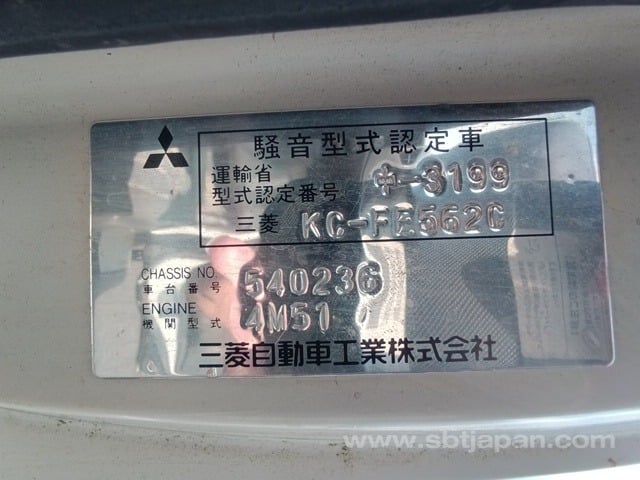 騒音型式認定車
運輸省
型式認定番号 中-3199
三菱 KC-FE562C
CHASSIS NO.
車台番号 540236
ENGINE
機関型式 4M51
三菱自動車工業株式会社
www.sbtjapan.com